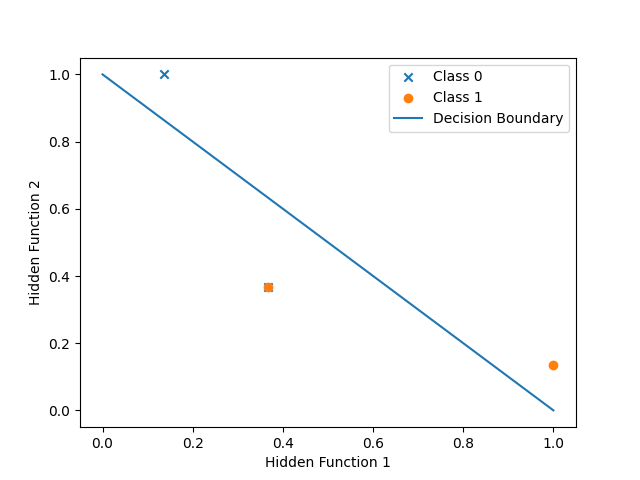 Class 0
Class 1
Decision Boundary
1.0
0.8
0.6
0.4
0.2
0.0
Hidden Function 2
0.0 0.2 0.4 0.6 0.8 1.0
Hidden Function 1